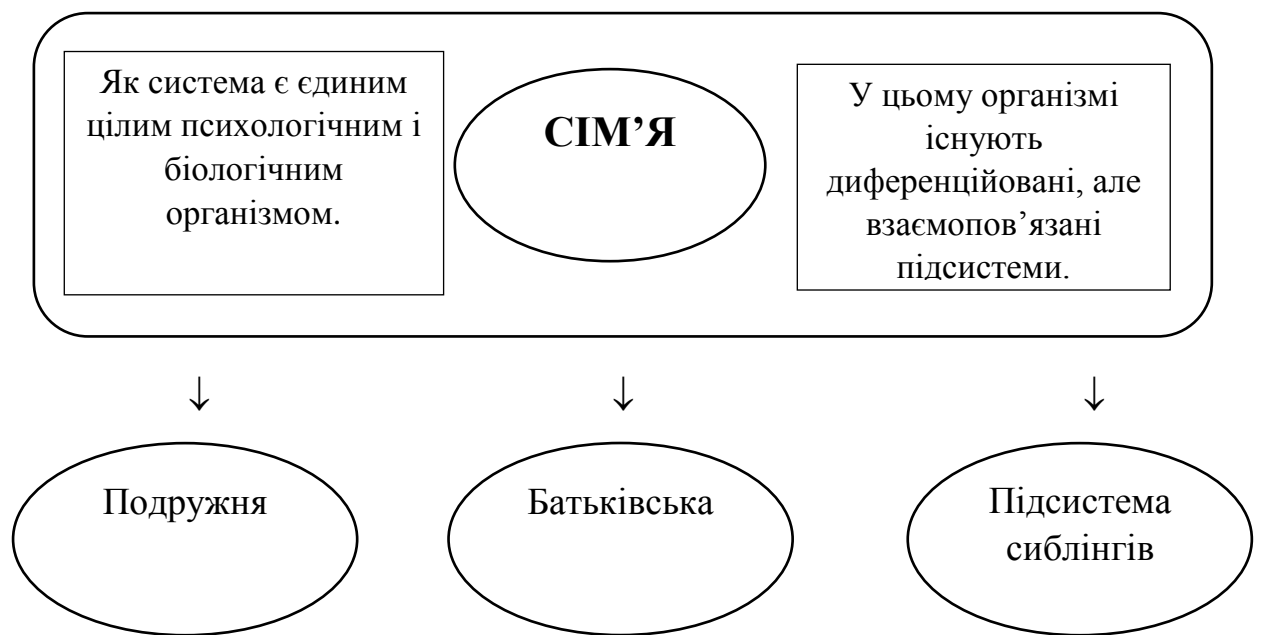 Як система є єдиним
цілим психологічним і
біологічним
організмом.
СІМ’Я
У цьому організмі
існують
диференційовані, але
взаємопов’язані
підсистеми.
↓
↓
↓
Подружня
Батьківська
Підсистема
сиблінгів